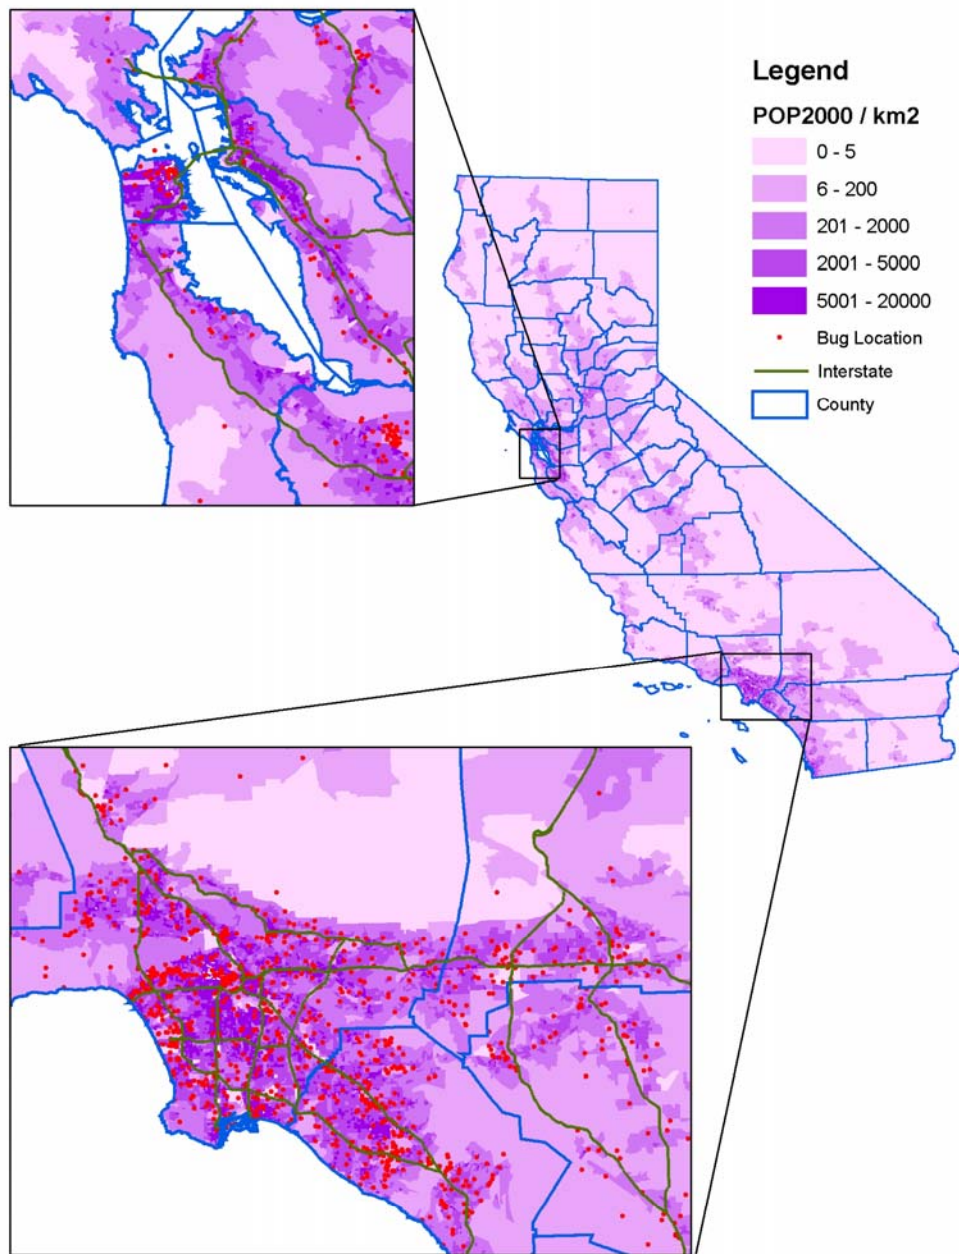 Legend
POP2000 / km2
0 - 5
6 - 200
201 - 2000
2001 - 5000
5001 - 20000
Bug Location
Interstate
County